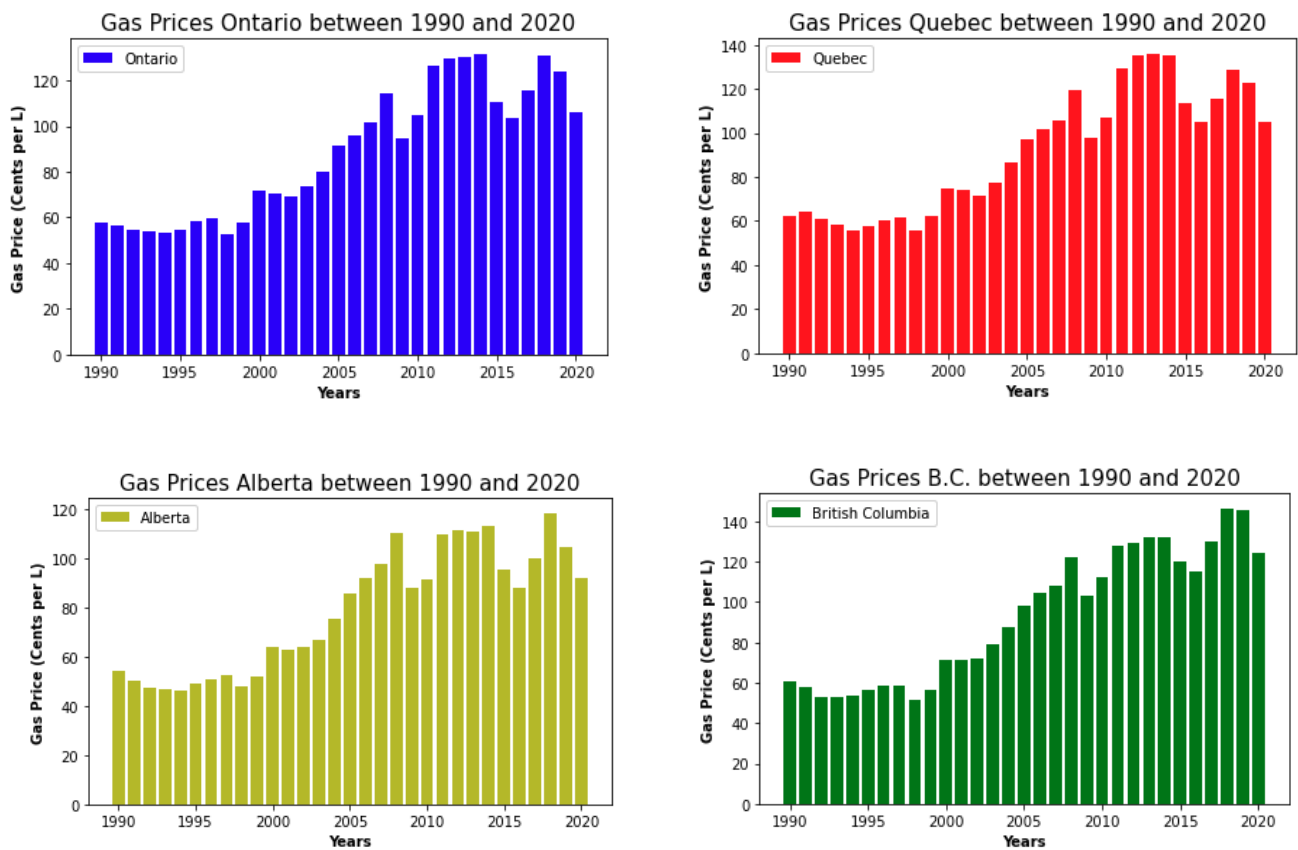 Gas Prices Ontario between 1990 and 2020
Ontario
Gas Price (Cents per L)
120
100
80
60
40
20
0
1990 1995 2000 2005 2010 2015 2020
Years
Gas Prices Quebec between 1990 and 2020
Quebec
Gas Price (Cents per L)
140
120
100
80
60
40
20
0
1990 1995 2000 2005 2010 2015 2020
Years
Gas Prices Alberta between 1990 and 2020
Alberta
Gas Price (Cents per L)
120
100
80
60
40
20
0
1990 1995 2000 2005 2010 2015 2020
Years
Gas Prices B.C. between 1990 and 2020
British Columbia
Gas Price (Cents per L)
140
120
100
80
60
40
20
0
1990 1995 2000 2005 2010 2015 2020
Years